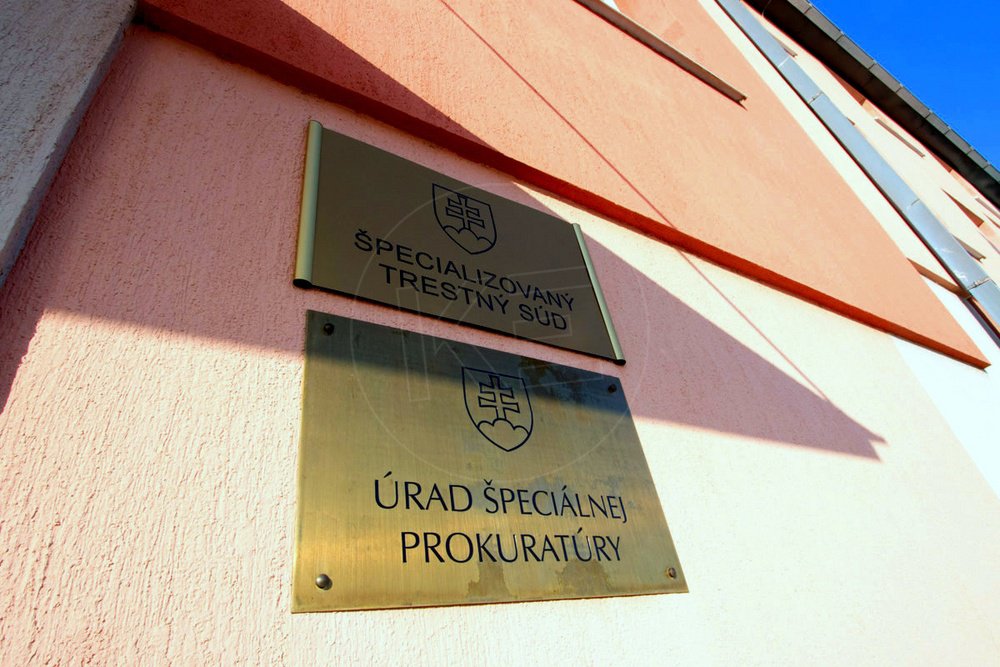 ŠPECIALIZOVANÝ
TRESTNÝ SÚD
ÚRAD ŠPECIÁLNEJ
PROKURATÚRY